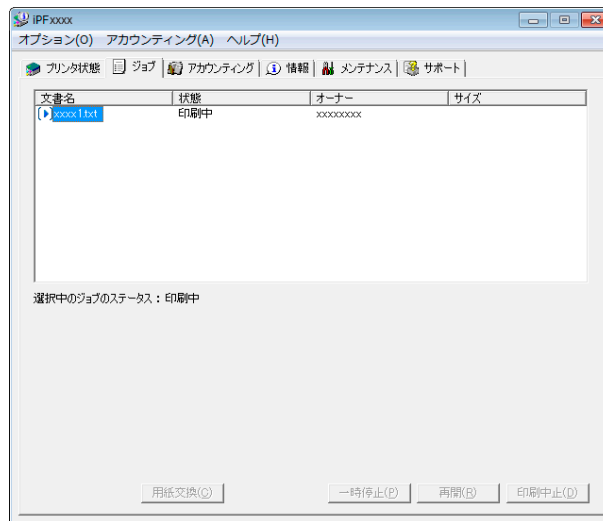 iPFxxxx
オプション(O) アカウンティング(A) ヘルプ(H)
プリンタ状態 ジョブ アカウンティング 情報 メンテナンス サポート
文書名 状態 オーナー サイズ
xxxx1.txt 印刷中 xxxxxxxx
選択中のジョブのステータス : 印刷中
用紙交換(C) 一時停止(P) 再開(R) 印刷中止(D)